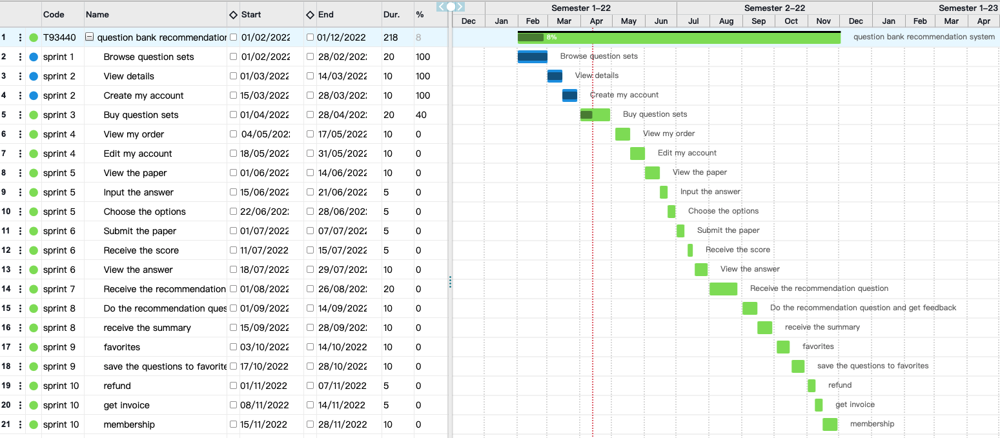 Code Name Start End Dur. % Semester 1–22 Semester 2–22 Semester 1–23
Dec Jan Feb Mar Apr May Jun Jul Aug Sep Oct Nov Dec Jan Feb Mar Apr
1 T93440 question bank recommendation 01/02/2022 01/12/2022 218 8 8% question bank recommendation system
2 sprint 1 Browse question sets 01/02/2022 28/02/2022 20 100 Browse question sets
3 sprint 2 View details 01/03/2022 14/03/2022 10 100 View details
4 sprint 2 Create my account 15/03/2022 28/03/2022 10 100 Create my account
5 sprint 3 Buy question sets 01/04/2022 28/04/2022 20 40 Buy question sets
6 sprint 4 View my order 04/05/2022 17/05/2022 10 0 View my order
7 sprint 4 Edit my account 18/05/2022 31/05/2022 10 0 Edit my account
8 sprint 5 View the paper 01/06/2022 14/06/2022 10 0 View the paper
9 sprint 5 Input the answer 15/06/2022 21/06/2022 5 0 Input the answer
10 sprint 5 Choose the options 22/06/2022 28/06/2022 5 0 Choose the options
11 sprint 6 Submit the paper 01/07/2022 07/07/2022 5 0 Submit the paper
12 sprint 6 Receive the score 11/07/2022 15/07/2022 5 0 Receive the score
13 sprint 6 View the answer 18/07/2022 29/07/2022 10 0 View the answer
14 sprint 7 Receive the recommendation 01/08/2022 26/08/2022 20 0 Receive the recommendation question
15 sprint 8 Do the recommendation ques 01/09/2022 14/09/2022 10 0 Do the recommendation question and get feedback
16 sprint 8 receive the summary 15/09/2022 28/09/2022 10 0 receive the summary
17 sprint 9 favorites 03/10/2022 14/10/2022 10 0 favorites
18 sprint 9 save the questions to favorite 17/10/2022 28/10/2022 10 0 save the questions to favorites
19 sprint 10 refund 01/11/2022 07/11/2022 5 0 refund
20 sprint 10 get invoice 08/11/2022 14/11/2022 5 0 get invoice
21 sprint 10 membership 15/11/2022 28/11/2022 10 0 membership